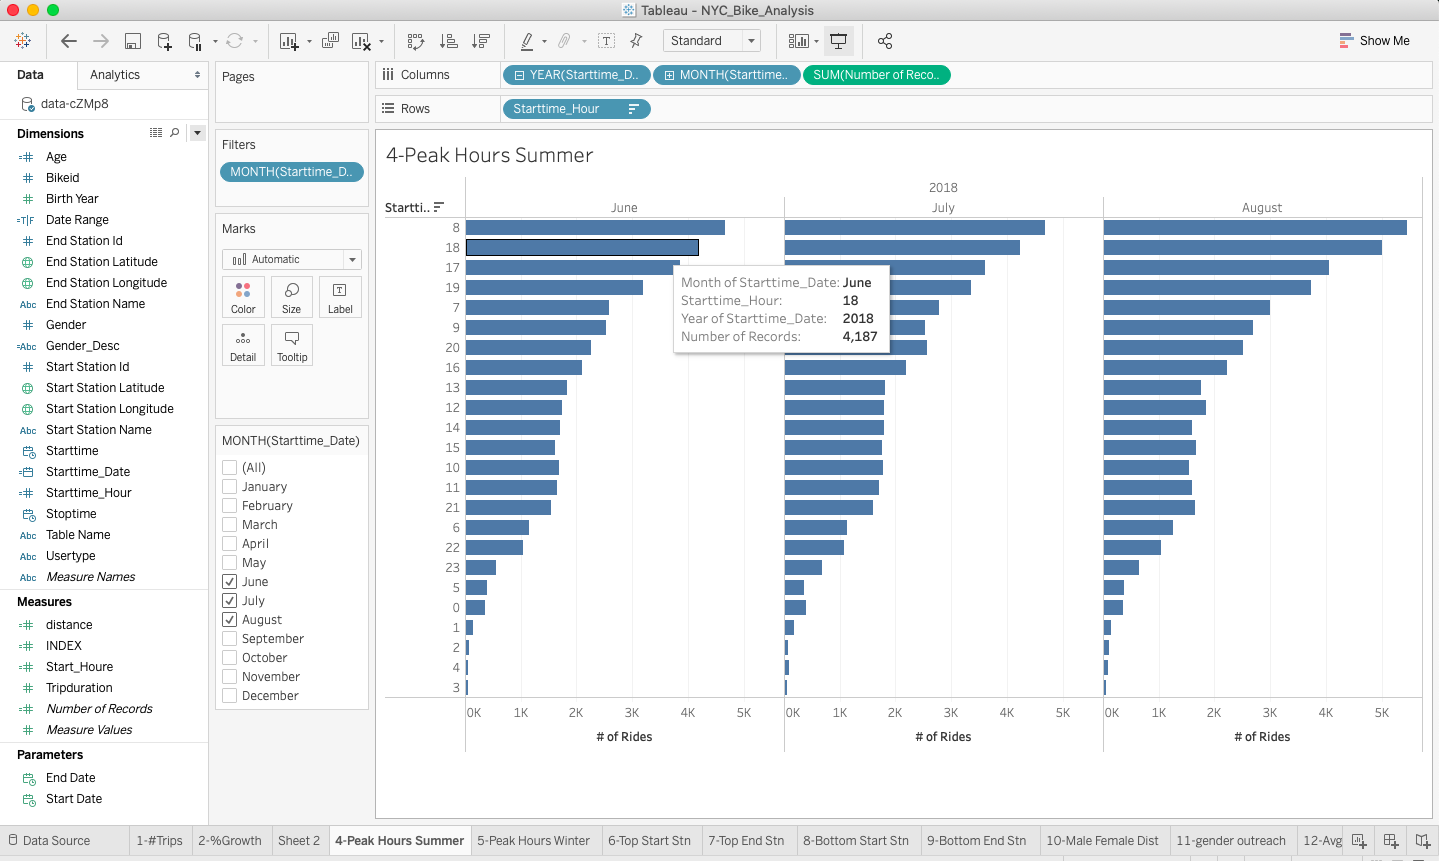 Tableau - NYC_Bike_Analysis
Standard
Show Me
Data
Analytics
data-cZMp8
Dimensions
Age
Bikeid
Birth Year
=T|F Date Range
End Station Id
End Station Latitude
End Station Longitude
Abc End Station Name
Gender
=Abc Gender_Desc
Start Station Id
Start Station Latitude
Start Station Longitude
Abc Start Station Name
Starttime
Starttime_Date
Starttime_Hour
Stoptime
Abc Table Name
Abc Usertype
Abc Measure Names
Measures
distance
INDEX
Start_Houre
Tripduration
Number of Records
Measure Values
Parameters
End Date
Start Date
Pages
Filters
MONTH(Starttime_D..
Marks
Automatic
Color
Size
Label
Detail
Tooltip
MONTH(Starttime_Date)
(All)
January
February
March
April
May
June
July
August
September
October
November
December
Columns
YEAR(Starttime_D..
MONTH(Starttime..
SUM(Number of Reco..
Rows
Starttime_Hour
4-Peak Hours Summer
2018
Startti..
June
July
August
8
18
17
19
7
9
20
16
13
12
14
15
10
11
21
6
22
23
5
0
1
2
4
3
Month of Starttime_Date: June
Starttime_Hour: 18
Year of Starttime_Date: 2018
Number of Records: 4,187
0K 1K 2K 3K 4K 5K
0K 1K 2K 3K 4K 5K
0K 1K 2K 3K 4K 5K
# of Rides
# of Rides
# of Rides
Data Source
1-#Trips
2-%Growth
Sheet 2
4-Peak Hours Summer
5-Peak Hours Winter
6-Top Start Stn
7-Top End Stn
8-Bottom Start Stn
9-Bottom End Stn
10-Male Female Dist
11-gender outreach
12-Avg